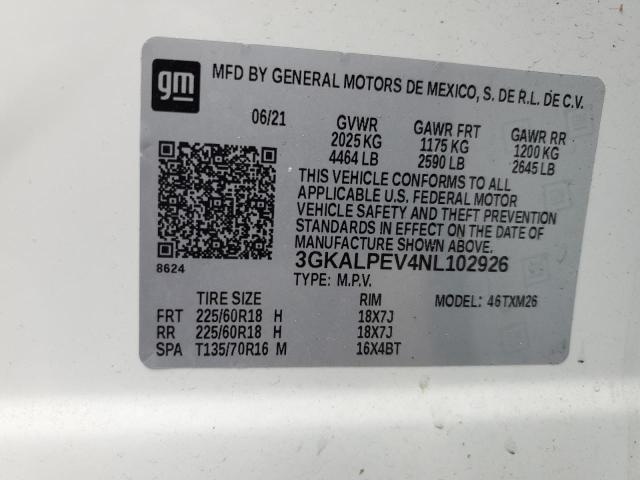 gm
MFD BY GENERAL MOTORS DE MEXICO, S. DE R.L. DE C.V.
06/21 GVWR GAWR FRT GAWR RR
2025 KG 1175 KG 1200 KG
4464 LB 2590 LB 2645 LB
THIS VEHICLE CONFORMS TO ALL
APPLICABLE U.S. FEDERAL MOTOR
VEHICLE SAFETY AND THEFT PREVENTION
STANDARDS IN EFFECT ON THE DATE
OF MANUFACTURE SHOWN ABOVE.
3GKALPEV4NL102926
8624
TYPE: M.P.V.
TIRE SIZE RIM MODEL: 46TXM26
FRT 225/60R18 H 18X7J
RR 225/60R18 H 18X7J
SPA T135/70R16 M 16X4BT